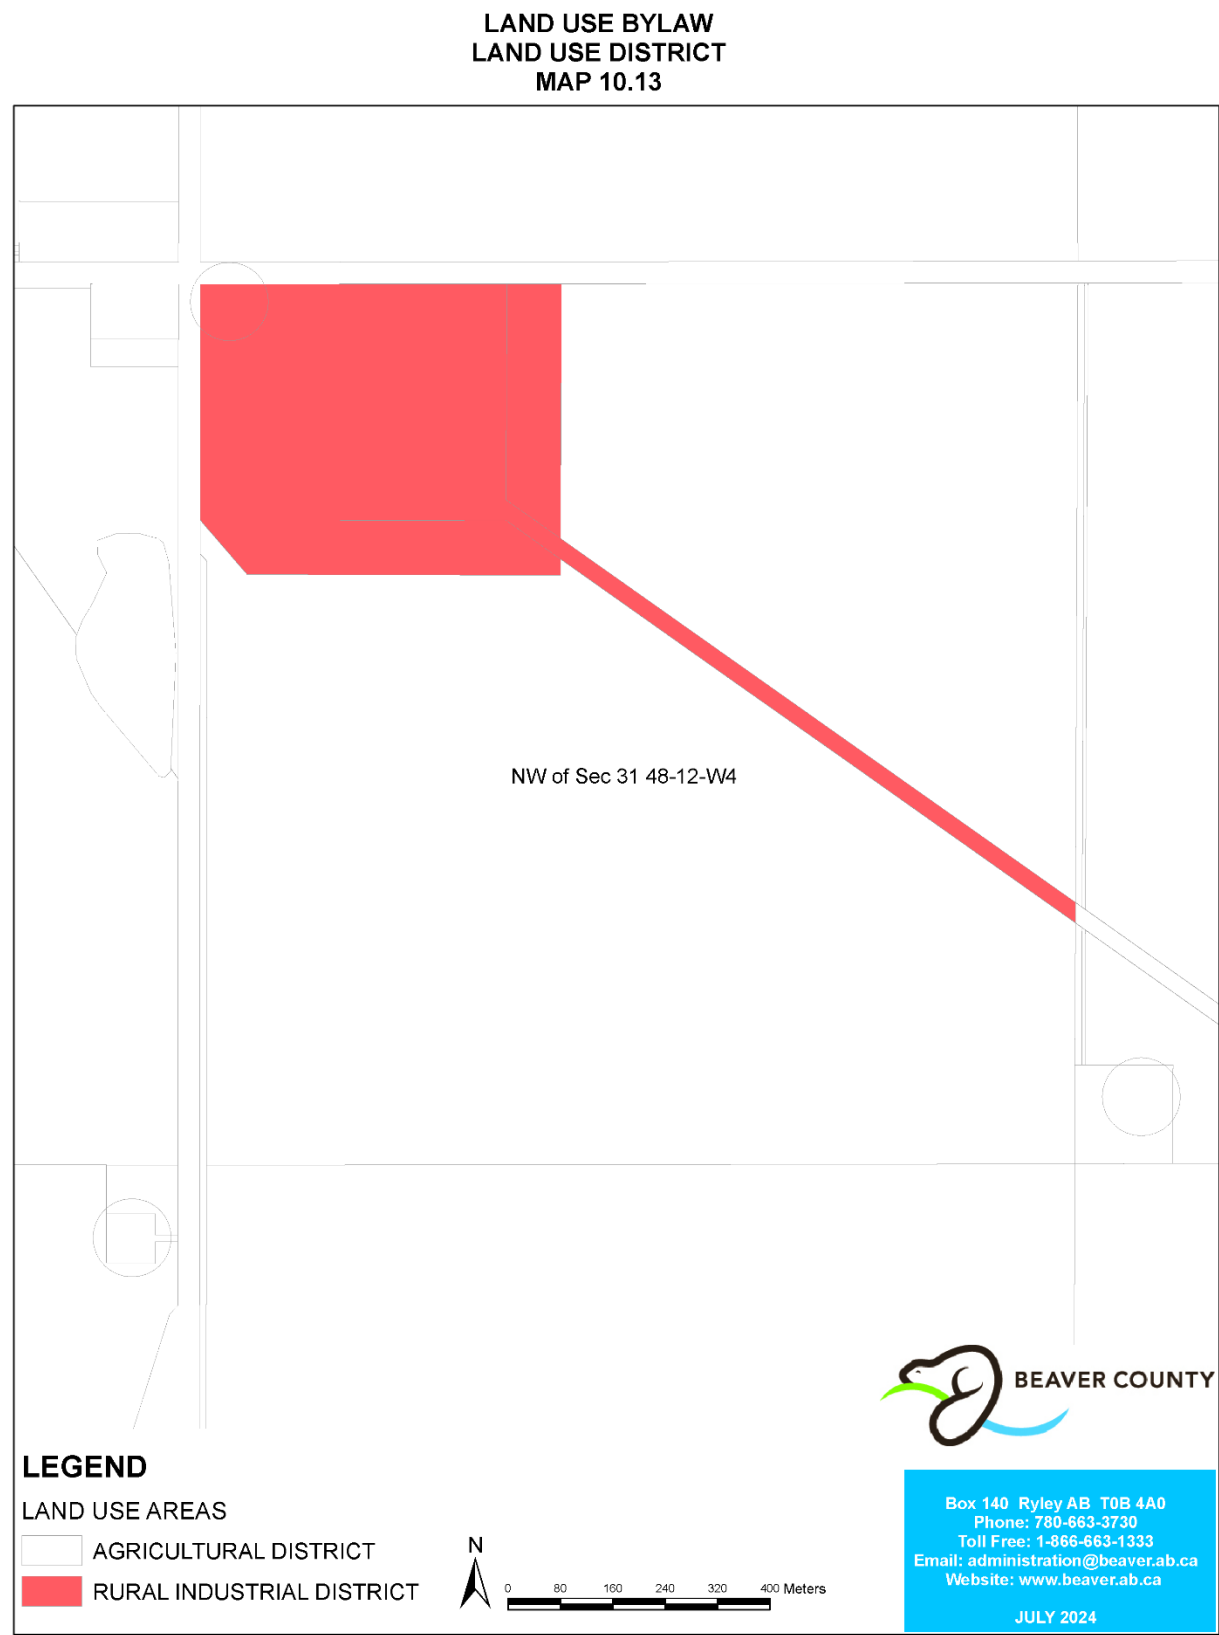 LAND USE BYLAW
LAND USE DISTRICT
MAP 10.13
NW of Sec 31 48-12-W4
BEAVER COUNTY
LEGEND
LAND USE AREAS
AGRICULTURAL DISTRICT
RURAL INDUSTRIAL DISTRICT
N
0 80 160 240 320 400 Meters
Box 140 Ryley AB T0B 4A0
Phone: 780-663-3730
Toll Free: 1-866-663-1333
Email: administration@beaver.ab.ca
Website: www.beaver.ab.ca
JULY 2024